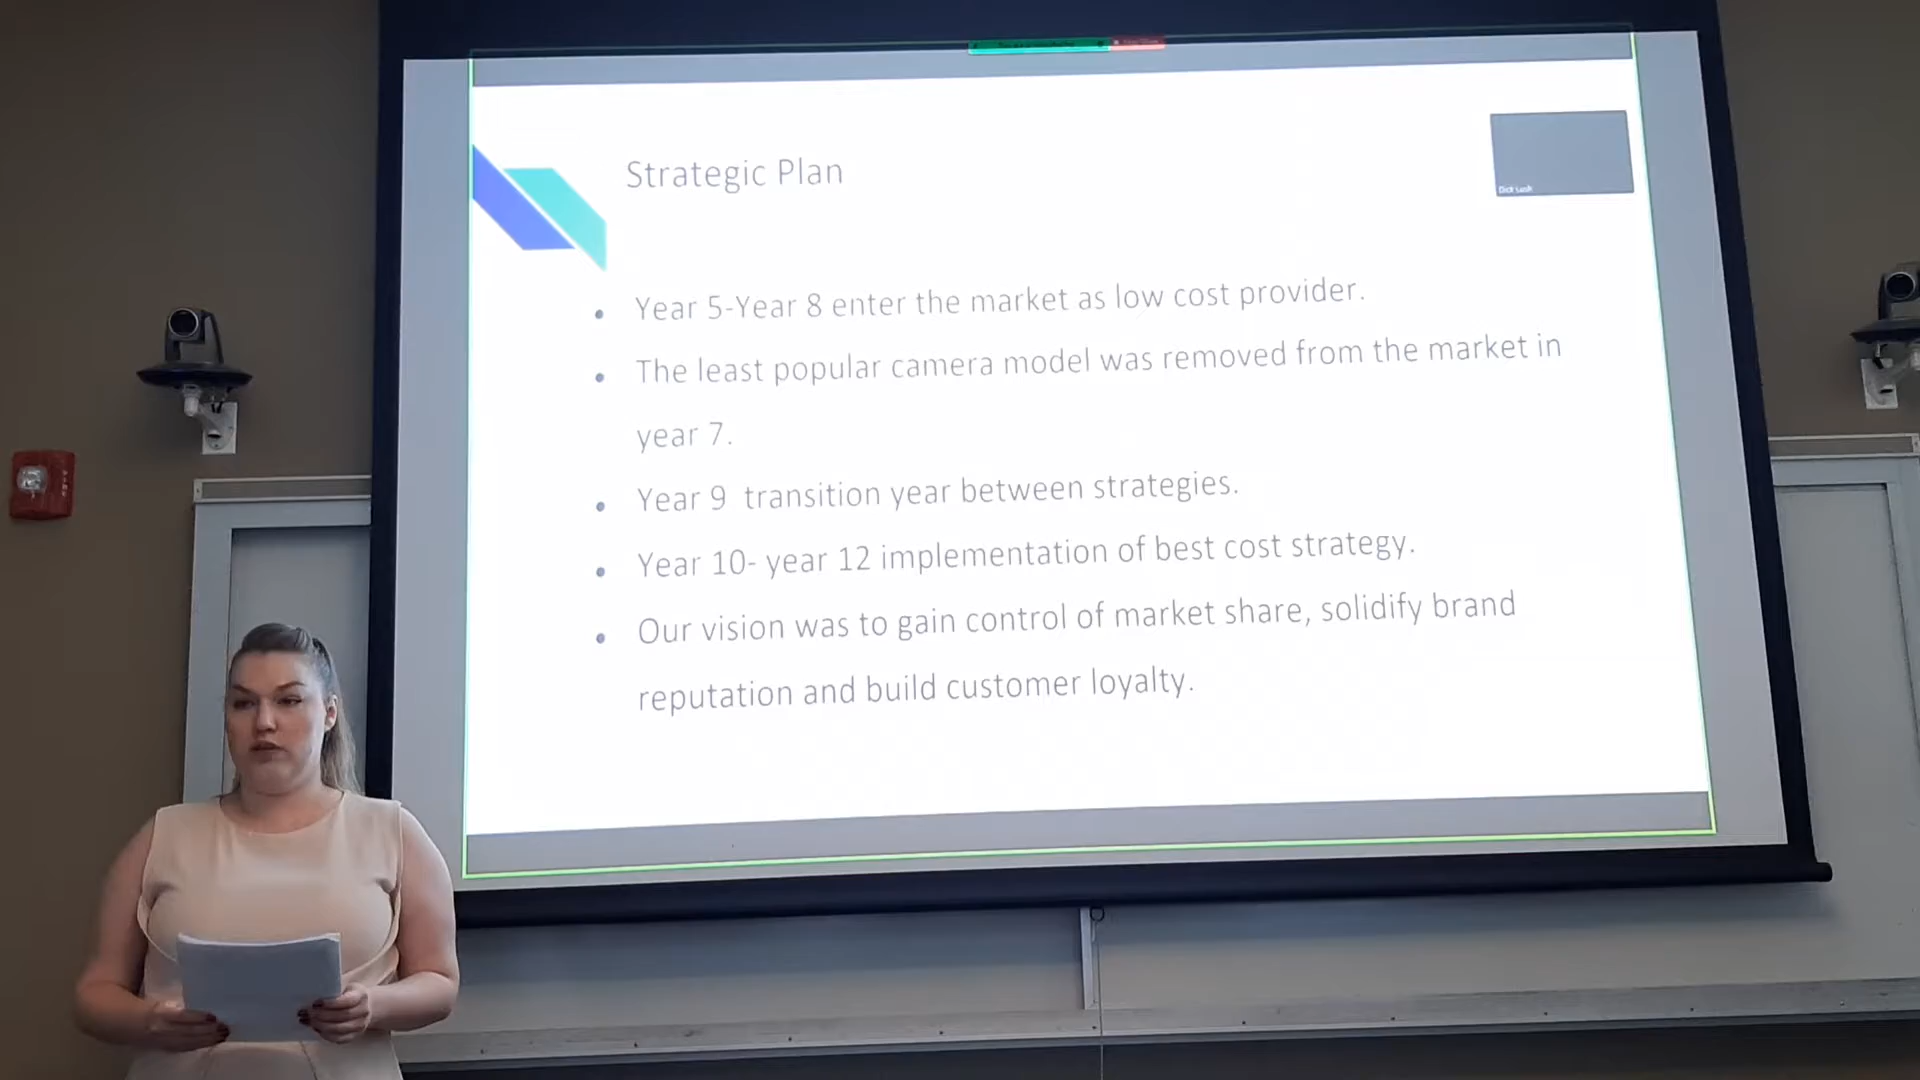 Strategic Plan
Year 5-Year 8 enter the market as low cost provider.
The least popular camera model was removed from the market in
year 7.
Year 9 transition year between strategies.
Year 10- year 12 implementation of best cost strategy.
Our vision was to gain control of market share, solidify brand
reputation and build customer loyalty.